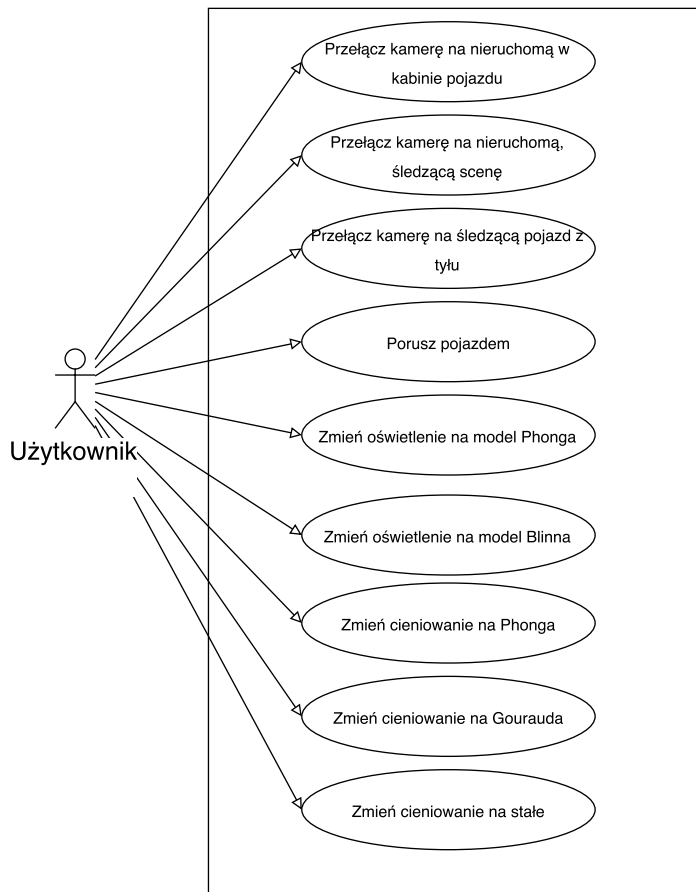 Przełącz kamerę na nieruchomą w
kabinie pojazdu
Przełącz kamerę na nieruchomą,
śledzącą scenę
Przełącz kamerę na śledzącą pojazd z
tyłu
Porusz pojazdem
Zmień oświetlenie na model Phonga
Użytkownik
Zmień oświetlenie na model Blinna
Zmień cieniowanie na Phonga
Zmień cieniowanie na Gourauda
Zmień cieniowanie na stałe